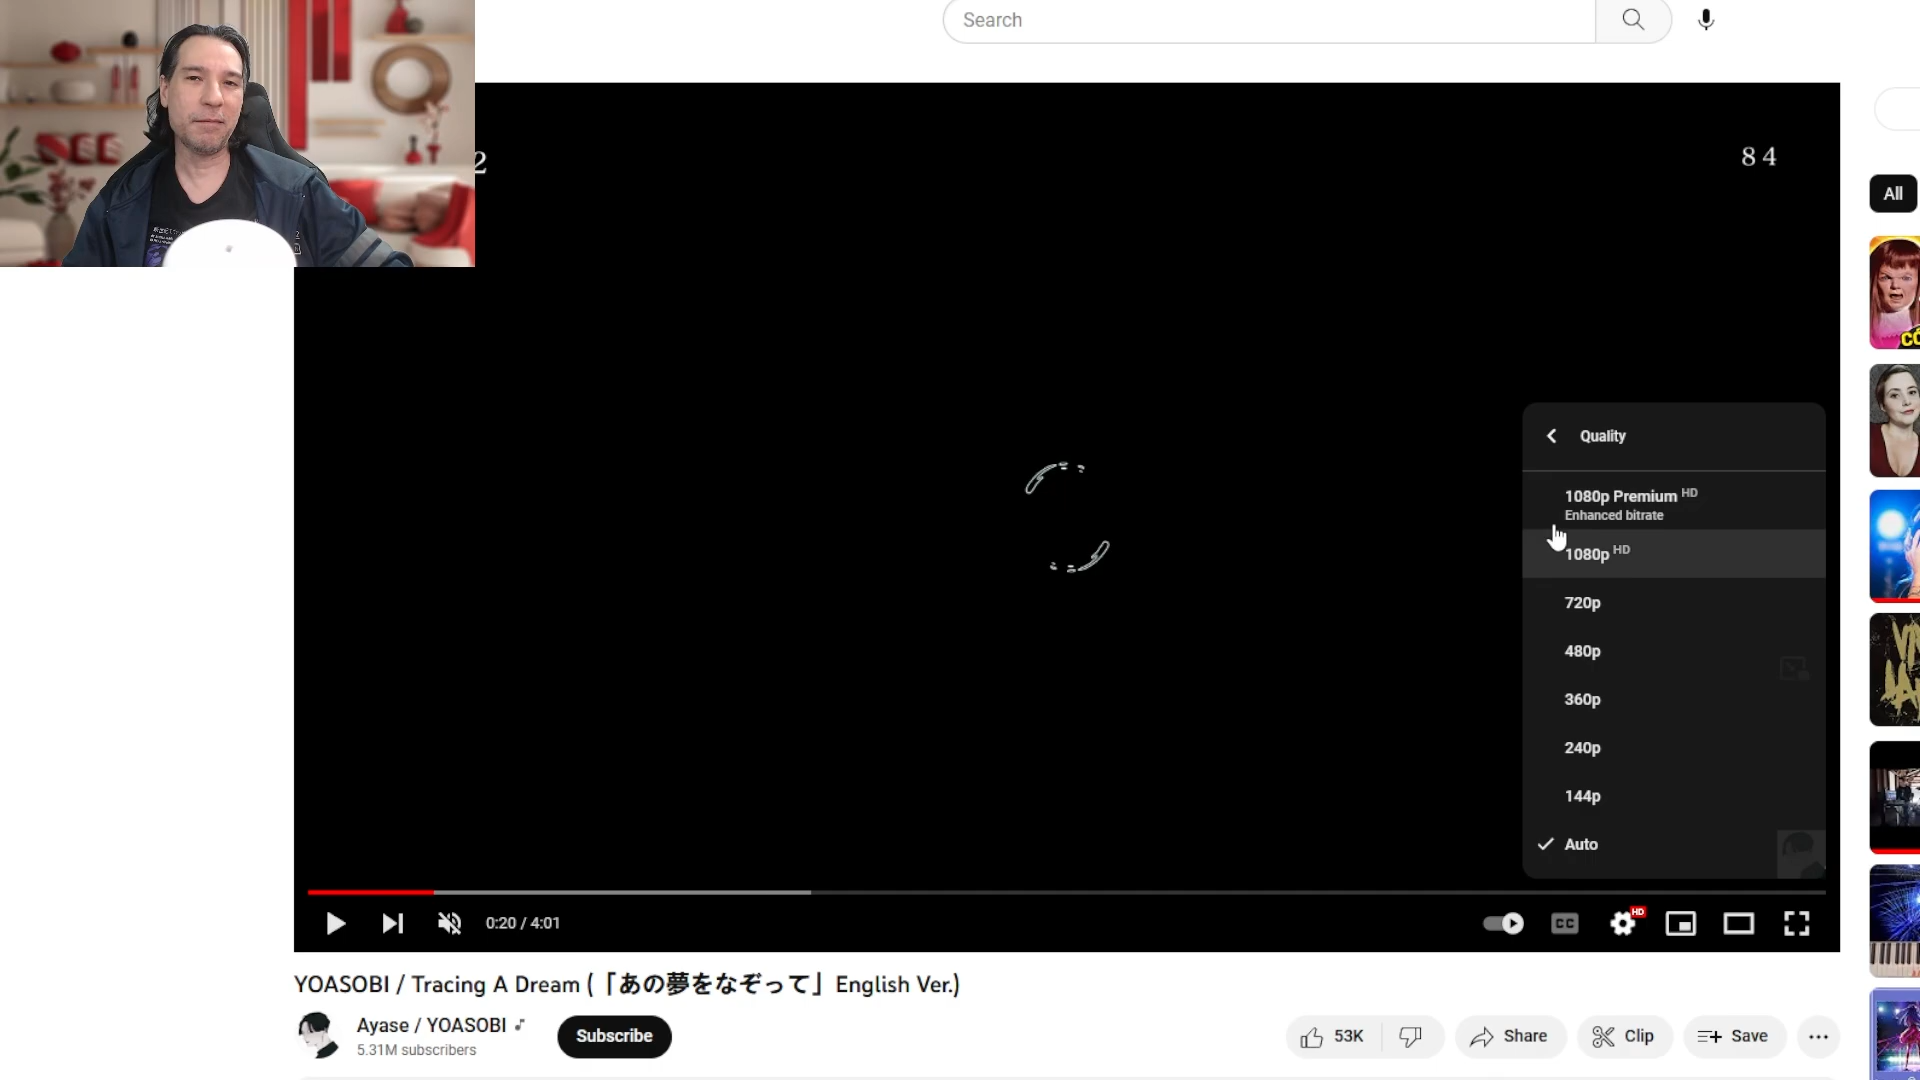 Search
2
84
All
Quality
1080p Premium HD
Enhanced bitrate
1080p HD
720p
480p
360p
240p
144p
Auto
0:20 / 4:01
CC
HD
YOASOBI / Tracing A Dream (「あの夢をなぞって」English Ver.)
Ayase / YOASOBI
5.31M subscribers
Subscribe
53K
Share
Clip
Save